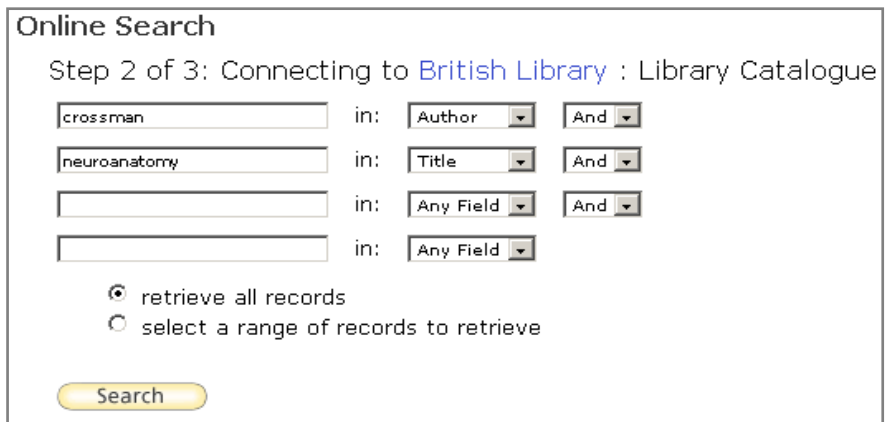 Online Search
Step 2 of 3: Connecting to British Library : Library Catalogue
crossman in: Author And
neuroanatomy in: Title And
in: Any Field And
in: Any Field
retrieve all records
select a range of records to retrieve
Search